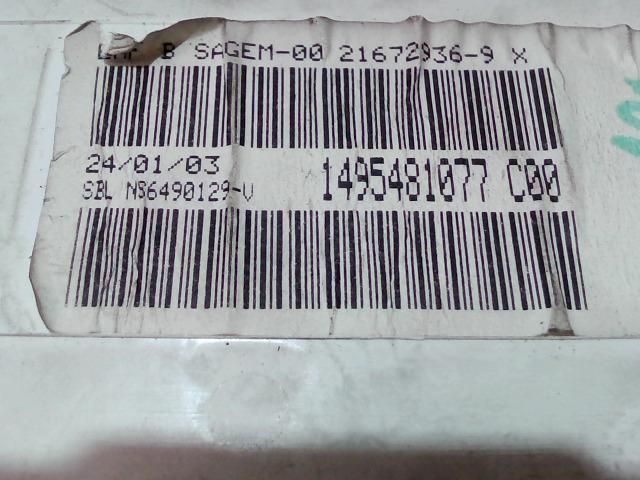 B SAGEM-00 21672936-9 X
24/01/03
SBL NS6490129-V
1495481077 C00